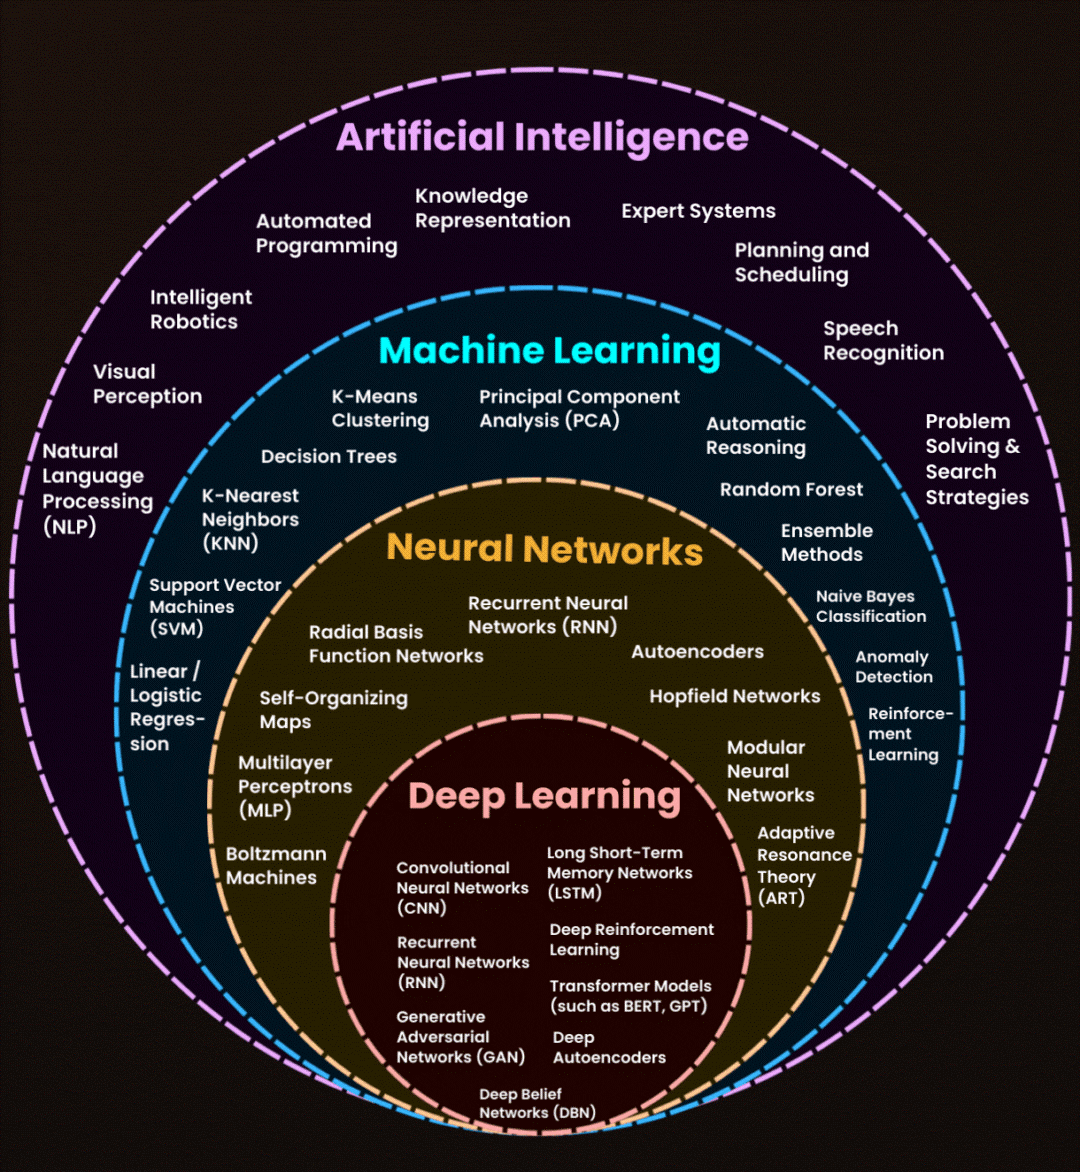 Artificial Intelligence
Knowledge
Representation
Expert Systems
Automated
Programming
Planning and
Scheduling
Intelligent
Robotics
Speech
Recognition
Visual
Perception
Problem
Solving &
Search
Strategies
Natural
Language
Processing
(NLP)
Machine Learning
K-Means
Clustering
Principal Component
Analysis (PCA)
Automatic
Reasoning
Decision Trees
Random Forest
K-Nearest
Neighbors
(KNN)
Ensemble
Methods
Support Vector
Machines
(SVM)
Naive Bayes
Classification
Linear /
Logistic
Regres-
sion
Anomaly
Detection
Reinforce-
ment
Learning
Neural Networks
Recurrent Neural
Networks (RNN)
Radial Basis
Function Networks
Autoencoders
Self-Organizing
Maps
Hopfield Networks
Multilayer
Perceptrons
(MLP)
Modular
Neural
Networks
Boltzmann
Machines
Adaptive
Resonance
Theory
(ART)
Deep Learning
Convolutional
Neural Networks
(CNN)
Long Short-Term
Memory Networks
(LSTM)
Recurrent
Neural Networks
(RNN)
Deep Reinforcement
Learning
Generative
Adversarial
Networks (GAN)
Transformer Models
(such as BERT, GPT)
Deep
Autoencoders
Deep Belief
Networks (DBN)